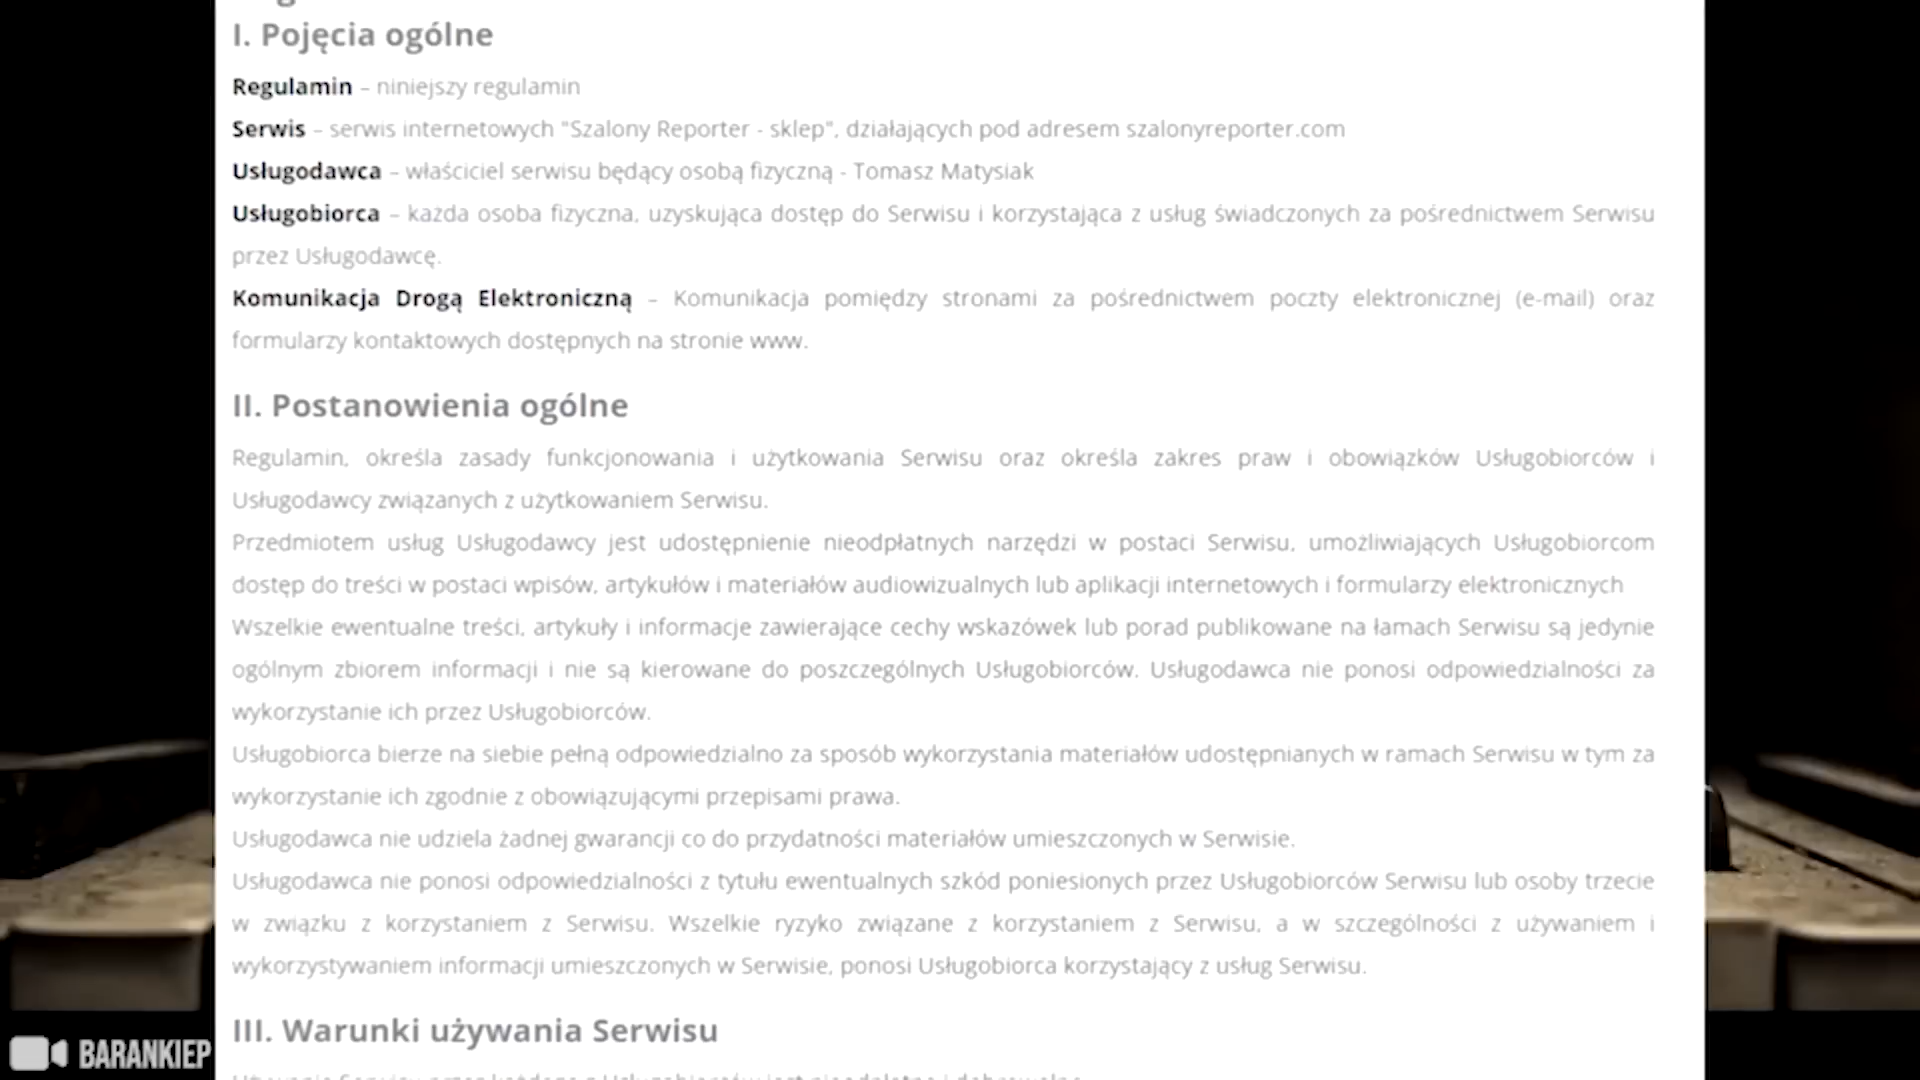 I. Pojęcia ogólne
Regulamin – niniejszy regulamin
Serwis – serwis internetowych "Szalony Reporter - sklep", działających pod adresem szalonyreporter.com
Usługodawca – właściciel serwisu będący osobą fizyczną - Tomasz Matysiak
Usługobiorca – każda osoba fizyczna, uzyskująca dostęp do Serwisu i korzystająca z usług świadczonych za pośrednictwem Serwisu
przez Usługodawcę.
Komunikacja Drogą Elektroniczną – Komunikacja pomiędzy stronami za pośrednictwem poczty elektronicznej (e-mail) oraz
formularzy kontaktowych dostępnych na stronie www.
II. Postanowienia ogólne
Regulamin, określa zasady funkcjonowania i użytkowania Serwisu oraz określa zakres praw i obowiązków Usługobiorców i
Usługodawcy związanych z użytkowaniem Serwisu.
Przedmiotem usług Usługodawcy jest udostępnienie nieodpłatnych narzędzi w postaci Serwisu, umożliwiających Usługobiorcom
dostęp do treści w postaci wpisów, artykułów i materiałów audiowizualnych lub aplikacji internetowych i formularzy elektronicznych
Wszelkie ewentualne treści, artykuły i informacje zawierające cechy wskazówek lub porad publikowane na łamach Serwisu są jedynie
ogólnym zbiorem informacji i nie są kierowane do poszczególnych Usługobiorców. Usługodawca nie ponosi odpowiedzialności za
wykorzystanie ich przez Usługobiorców.
Usługobiorca bierze na siebie pełną odpowiedzialno za sposób wykorzystania materiałów udostępnianych w ramach Serwisu w tym za
wykorzystanie ich zgodnie z obowiązującymi przepisami prawa.
Usługodawca nie udziela żadnej gwarancji co do przydatności materiałów umieszczonych w Serwisie.
Usługodawca nie ponosi odpowiedzialności z tytułu ewentualnych szkód poniesionych przez Usługobiorców Serwisu lub osoby trzecie
w związku z korzystaniem z Serwisu. Wszelkie ryzyko związane z korzystaniem z Serwisu, a w szczególności z używaniem i
wykorzystywaniem informacji umieszczonych w Serwisie, ponosi Usługobiorca korzystający z usług Serwisu.
III. Warunki używania Serwisu
BARANKIEP